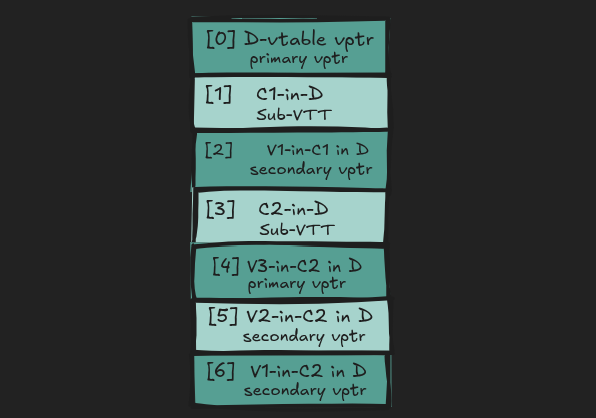 [0] D-vtable vptr
primary vptr
[1] C1-in-D
Sub-VTT
[2] V1-in-C1 in D
secondary vptr
[3] C2-in-D
Sub-VTT
[4] V3-in-C2 in D
primary vptr
[5] V2-in-C2 in D
secondary vptr
[6] V1-in-C2 in D
secondary vptr